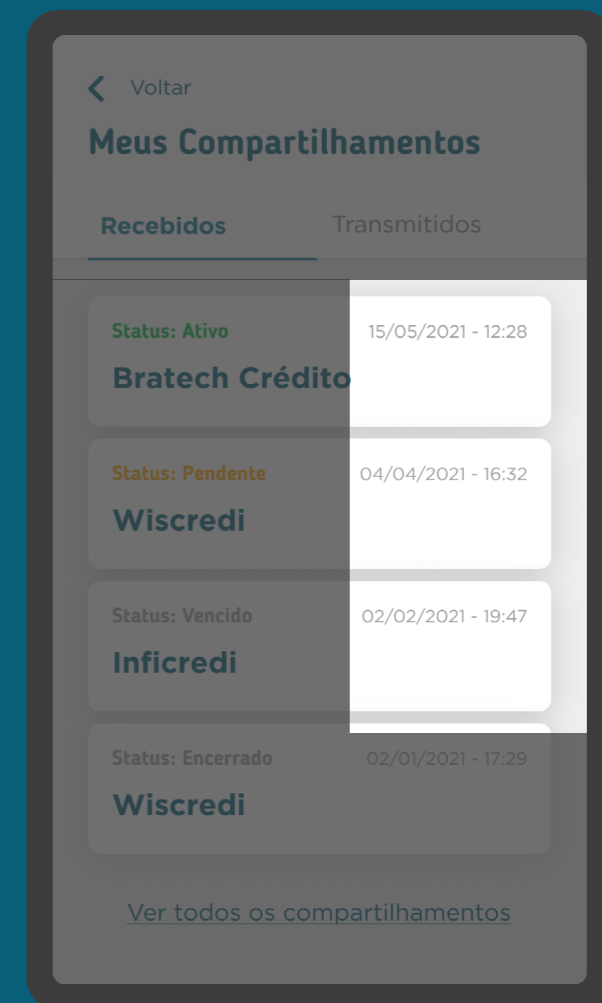 Voltar
Meus Compartilhamentos
Recebidos Transmitidos
Status: Ativo 15/05/2021 - 12:28
Bratech Crédito
Status: Pendente 04/04/2021 - 16:32
Wiscredi
Status: Vencido 02/02/2021 - 19:47
Inficredi
Status: Encerrado 02/01/2021 - 17:29
Wiscredi
Ver todos os compartilhamentos